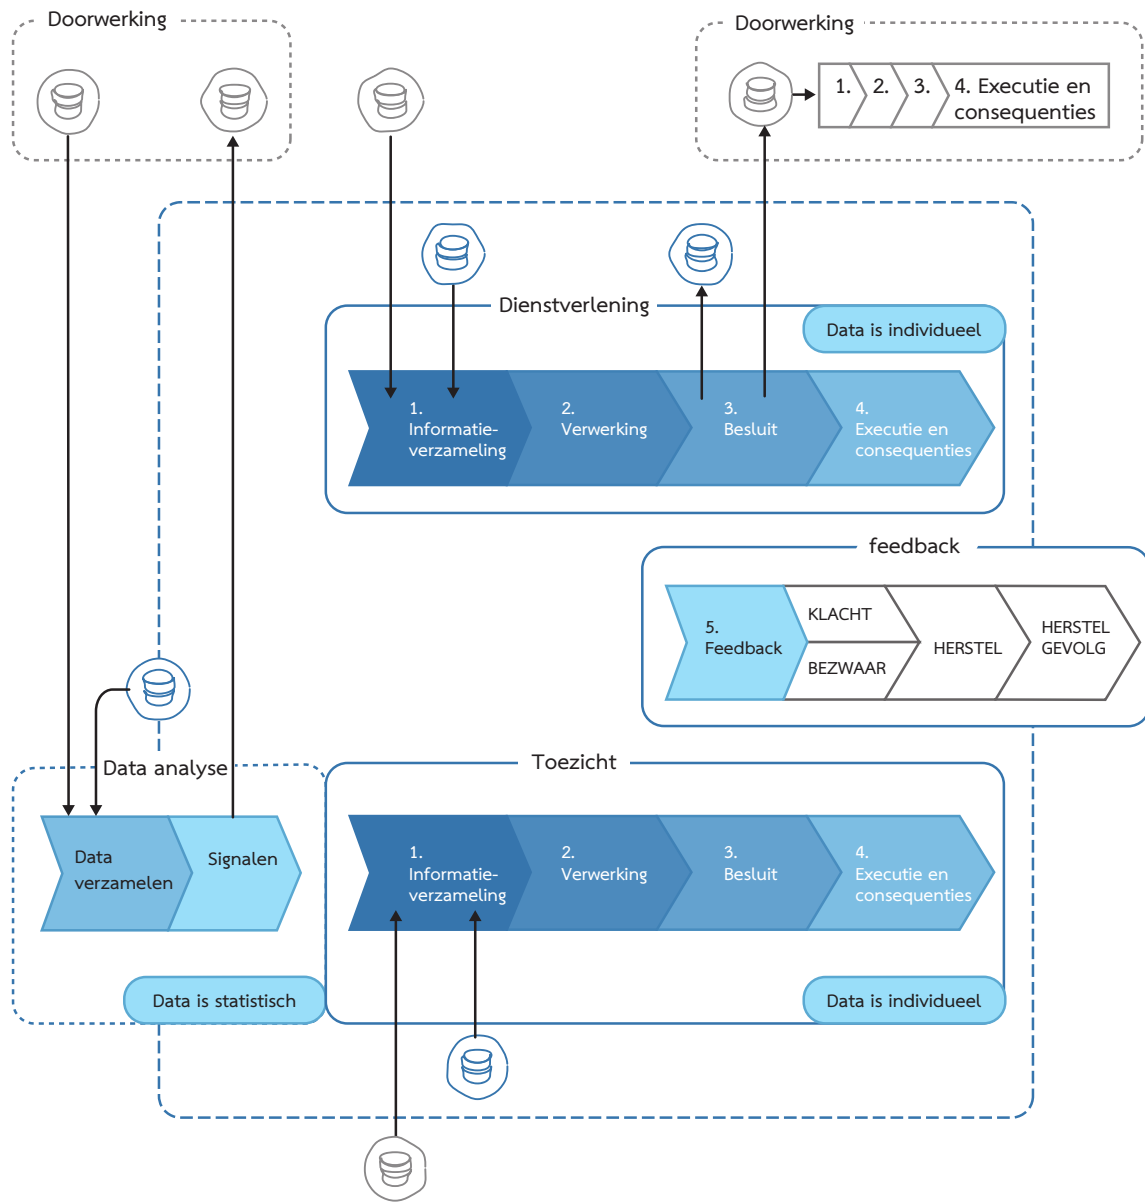 Doorwerking
Doorwerking
1.
2.
3.
4. Executie en
consequenties
Dienstverlening
Data is individueel
1.
Informatie-
verzameling
2.
Verwerking
3.
Besluit
4.
Executie en
consequenties
feedback
5.
Feedback
KLACHT
BEZWAAR
HERSTEL
HERSTEL
GEVOLG
Data analyse
Data
verzamelen
Signalen
Data is statistisch
Toezicht
1.
Informatie-
verzameling
2.
Verwerking
3.
Besluit
4.
Executie en
consequenties
Data is individueel